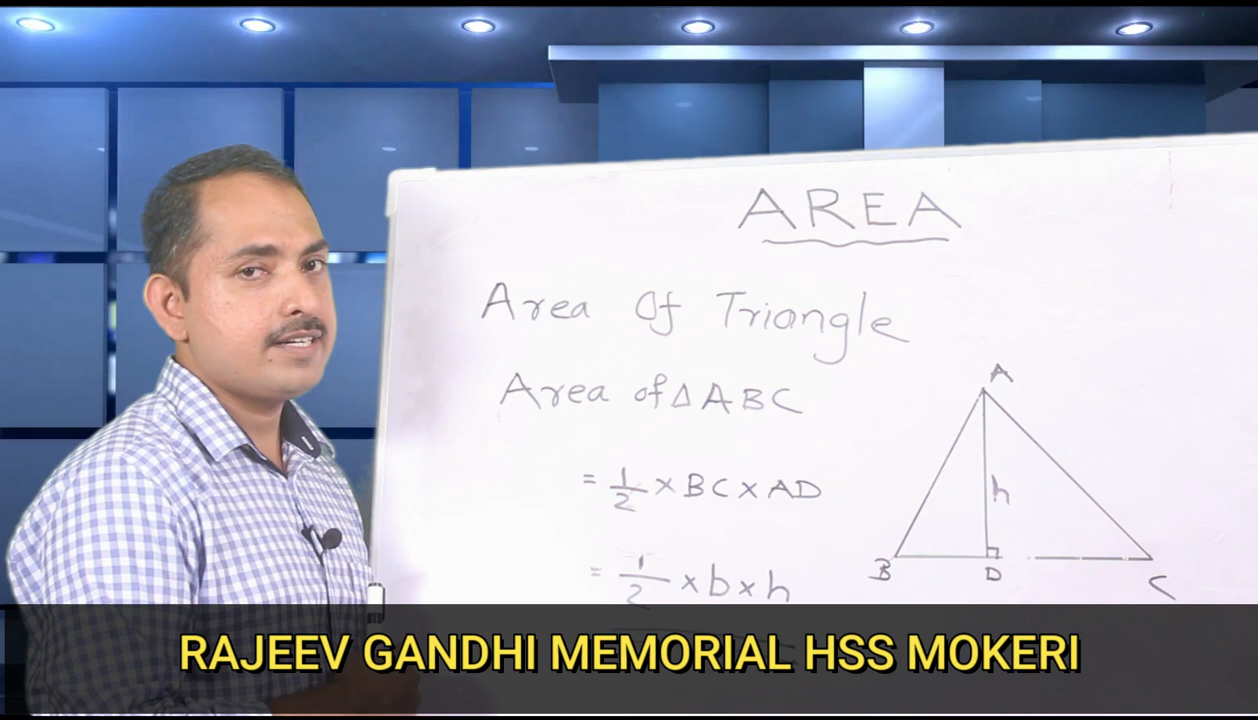 AREA
Area Of Triangle
Area of Δ ABC
= 1/2 × BC × AD
= 1/2 × b × h
A
h
B D C
RAJEEV GANDHI MEMORIAL HSS MOKERI